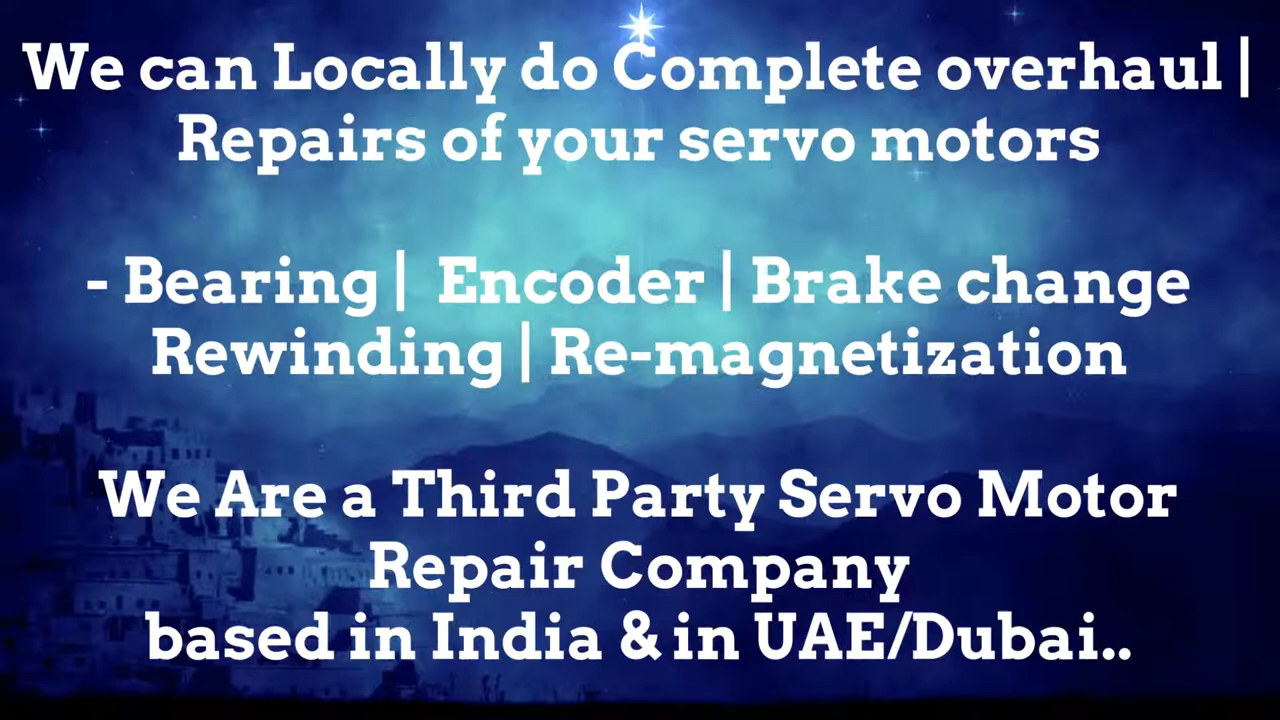 We can Locally do Complete overhaul |
Repairs of your servo motors
- Bearing | Encoder | Brake change
Rewinding | Re-magnetization
We Are a Third Party Servo Motor
Repair Company
based in India & in UAE/Dubai..